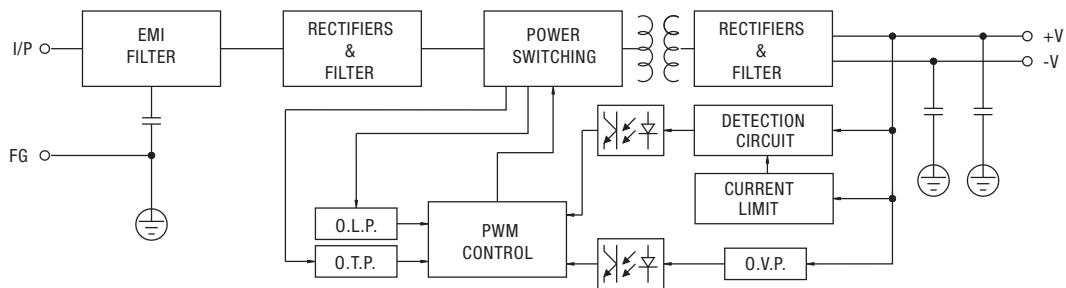 I/P
EMI
FILTER
RECTIFIERS
&
FILTER
POWER
SWITCHING
RECTIFIERS
&
FILTER
+V
-V
FG
DETECTION
CIRCUIT
CURRENT
LIMIT
O.L.P.
O.T.P.
PWM
CONTROL
O.V.P.